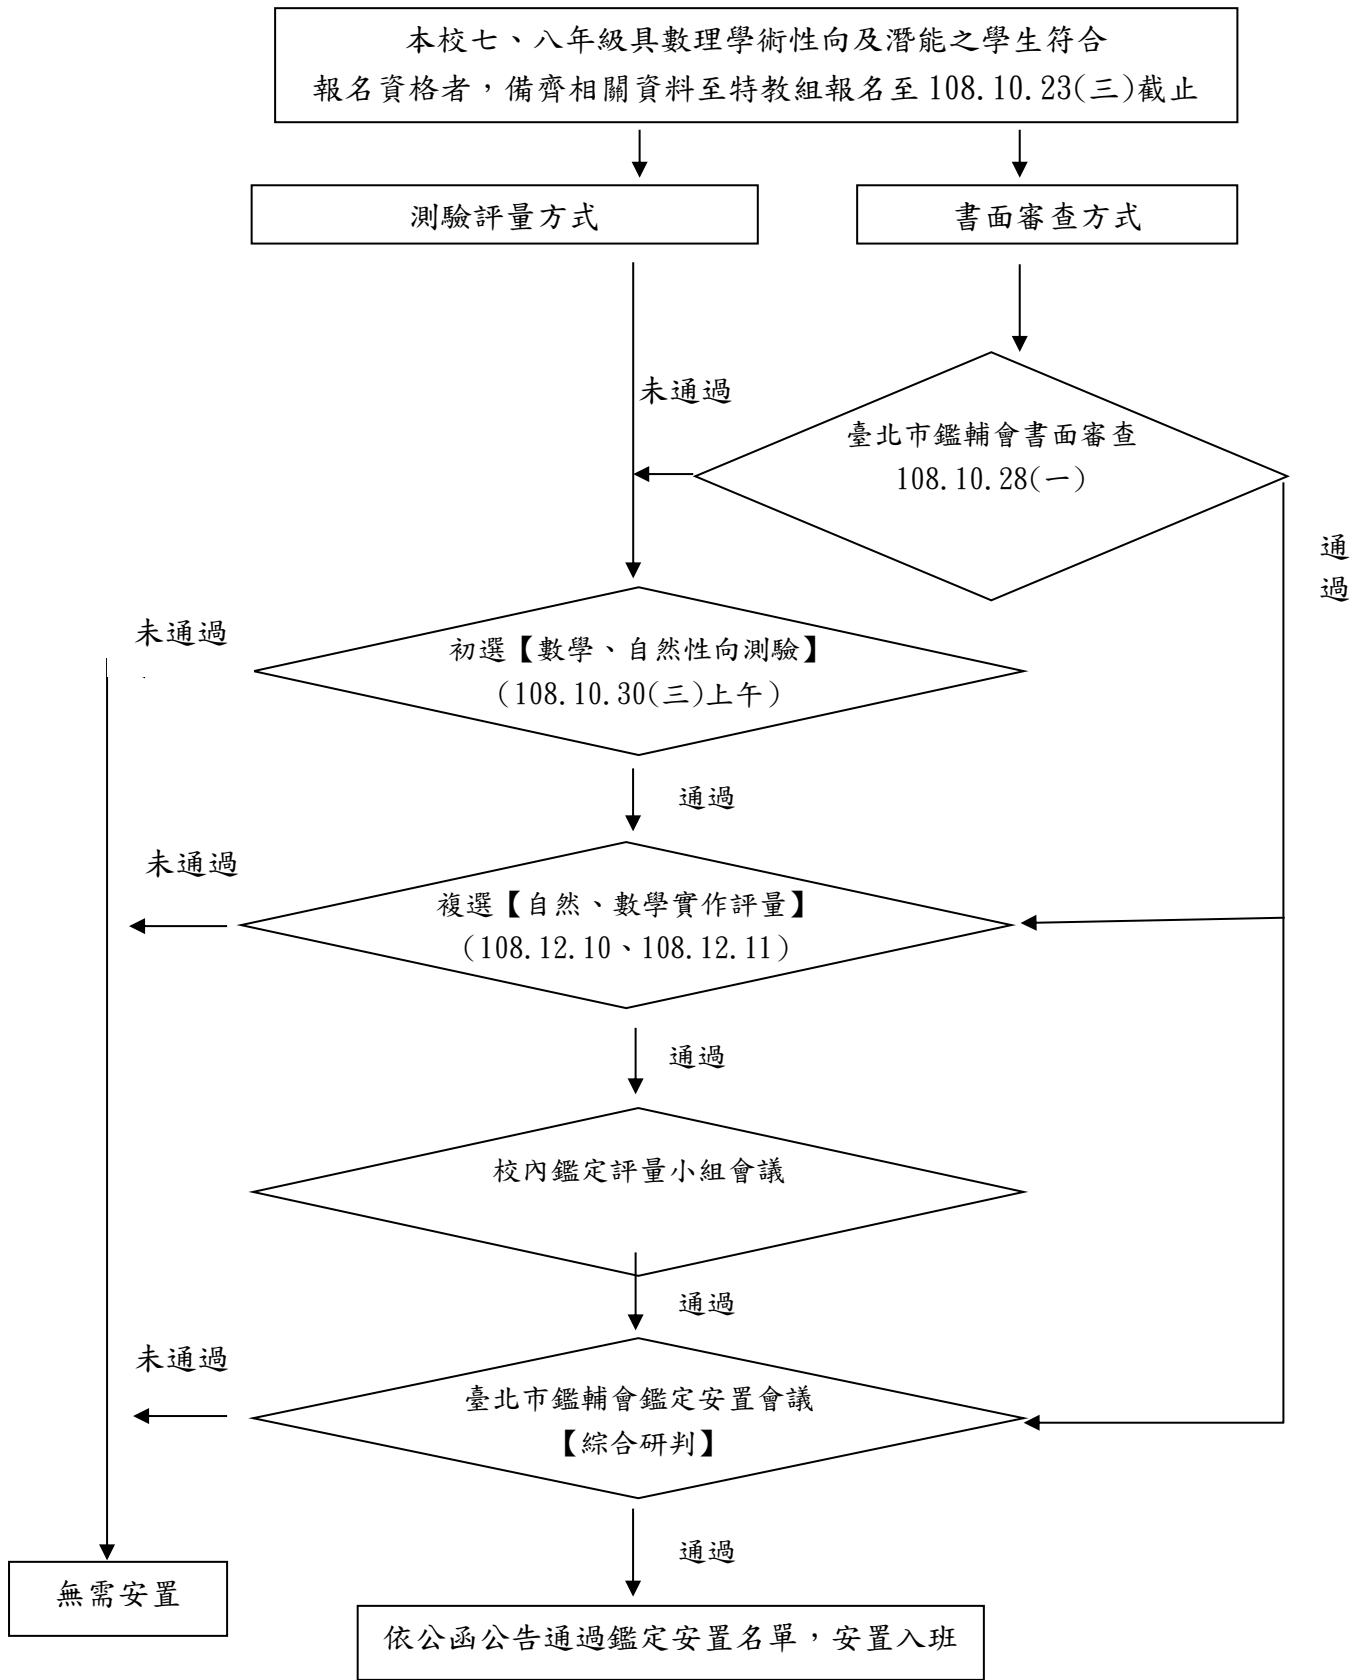 本校七、八年級具數理學術性向及潛能之學生符合
報名資格者，備齊相關資料至特教組報名至 108.10.23(三)截止
測驗評量方式
書面審查方式
未通過
臺北市鑑輔會書面審查
108.10.28(一)
通
過
未通過
初選【數學、自然性向測驗】
（108.10.30(三)上午）
通過
未通過
複選【自然、數學實作評量】
（108.12.10、108.12.11）
通過
校內鑑定評量小組會議
通過
未通過
臺北市鑑輔會鑑定安置會議
【綜合研判】
通過
無需安置
依公函公告通過鑑定安置名單，安置入班